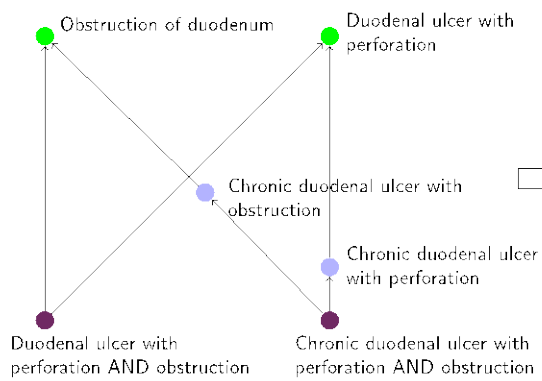 Obstruction of duodenum
Duodenal ulcer with
perforation
Chronic duodenal ulcer with
obstruction
Chronic duodenal ulcer
with perforation
Duodenal ulcer with
perforation AND obstruction
Chronic duodenal ulcer with
perforation AND obstruction